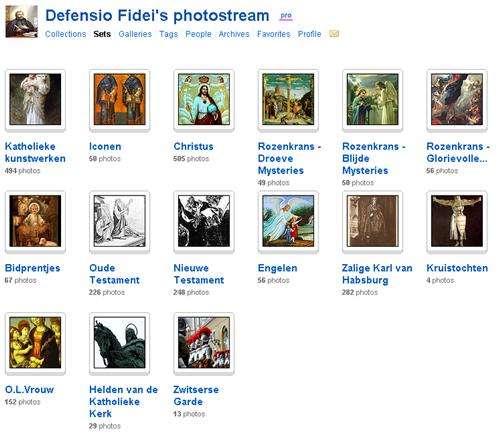 Defensio Fidei's photostream pro
Collections Sets Galleries Tags People Archives Favorites Profile
Katholieke
kunstwerken
494 photos
Iconen
50 photos
Christus
505 photos
Rozenkrans -
Droeve
Mysteries
49 photos
Rozenkrans -
Blijde
Mysteries
50 photos
Rozenkrans -
Glorievolle...
56 photos
Bidprentjes
67 photos
Oude
Testament
226 photos
Nieuwe
Testament
248 photos
Engelen
56 photos
Zalige Karl van
Habsburg
282 photos
Kruistochten
4 photos
O.L.Vrouw
152 photos
Helden van de
Katholieke
Kerk
29 photos
Zwitserse
Garde
13 photos